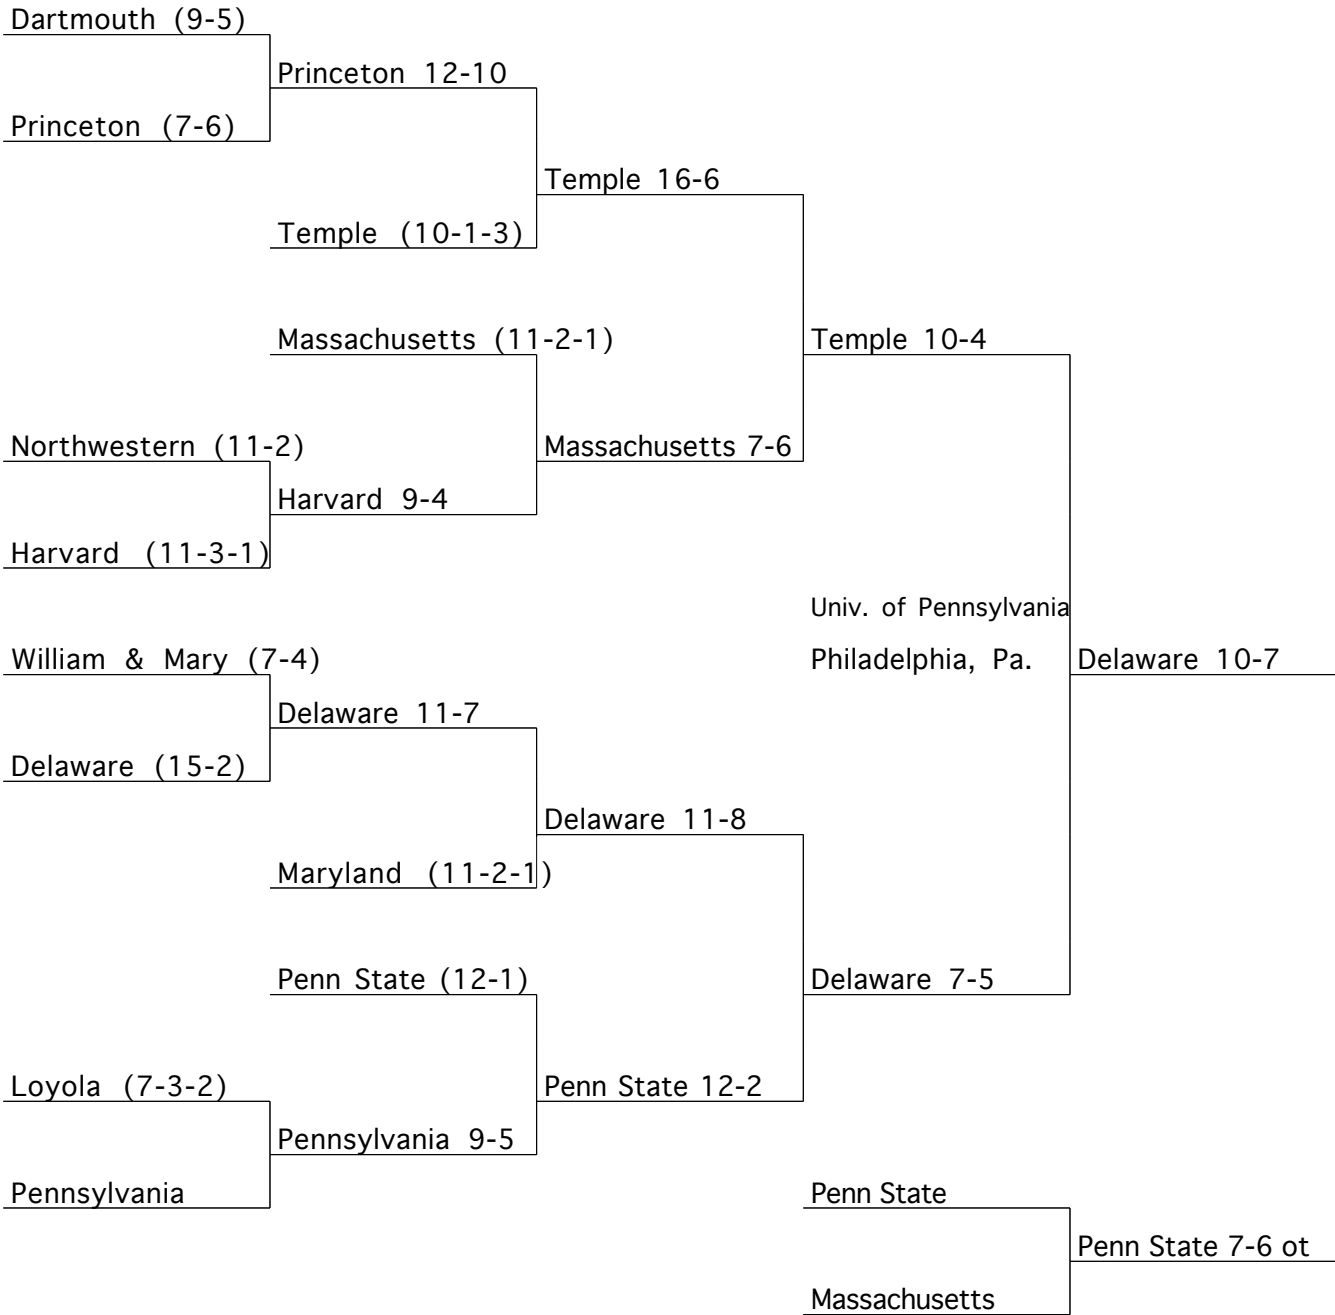 Dartmouth (9-5)
Princeton 12-10
Princeton (7-6)
Temple 16-6
Temple (10-1-3)
Massachusetts (11-2-1)
Temple 10-4
Northwestern (11-2)
Massachusetts 7-6
Harvard 9-4
Harvard (11-3-1)
Univ. of Pennsylvania
William & Mary (7-4)
Philadelphia, Pa.
Delaware 10-7
Delaware 11-7
Delaware (15-2)
Delaware 11-8
Maryland (11-2-1)
Penn State (12-1)
Delaware 7-5
Loyola (7-3-2)
Penn State 12-2
Pennsylvania 9-5
Pennsylvania
Penn State
Penn State 7-6 ot
Massachusetts